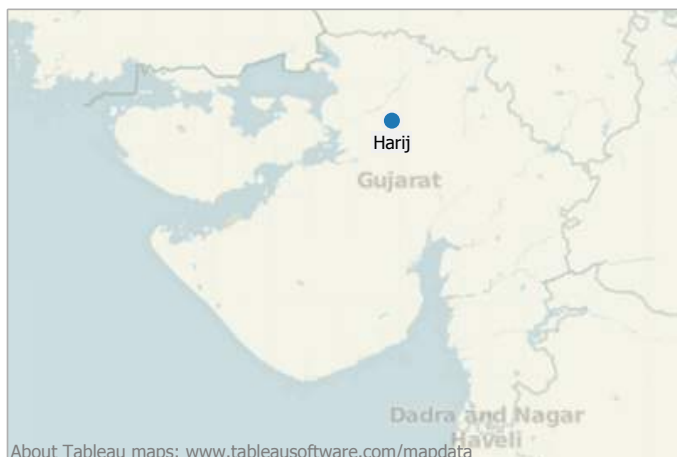 Harij
Gujarat
Dadra and Nagar
Haveli
About Tableau maps: www.tableausoftware.com/mapdata